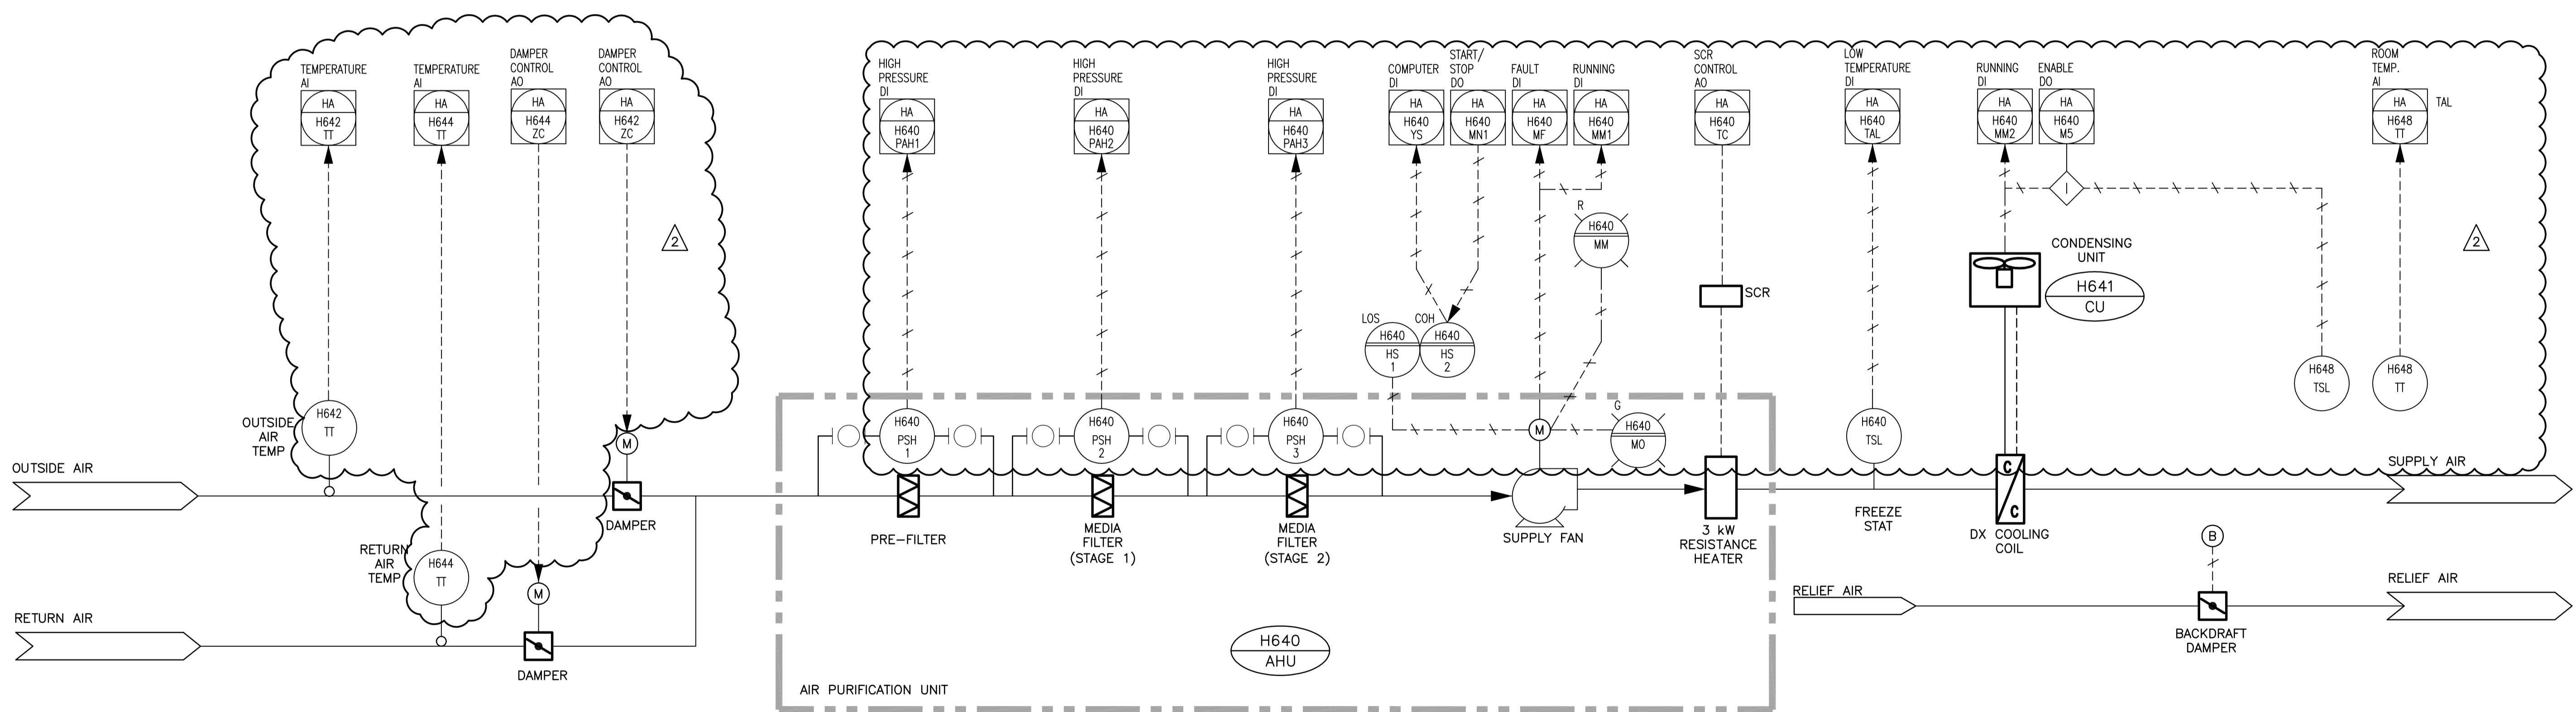 TEMPERATURE
AI
HA
H642
TT
TEMPERATURE
AI
HA
H644
TT
DAMPER
CONTROL
AO
HA
H644
ZC
DAMPER
CONTROL
AO
HA
H642
ZC
2
HIGH
PRESSURE
DI
HA
H640
PAH1
HIGH
PRESSURE
DI
HA
H640
PAH2
HIGH
PRESSURE
DI
HA
H640
PAH3
COMPUTER
DI
HA
H640
YS
START/
STOP
DO
HA
H640
MN1
FAULT
DI
HA
H640
MF
RUNNING
DI
HA
H640
MM1
SCR
CONTROL
AO
HA
H640
TC
LOW
TEMPERATURE
DI
HA
H640
TAL
RUNNING
DI
HA
H640
MM2
ENABLE
DO
HA
H640
M5
ROOM
TEMP.
AI
HA
H648
TT
TAL
I
R
H640
MM
2
CONDENSING
UNIT
H641
CU
SCR
LOS
H640
HS
1
COH
H640
HS
2
H648
TSL
H648
TT
OUTSIDE
AIR
TEMP
H642
TT
M
H640
PSH
1
H640
PSH
2
H640
PSH
3
M
G
H640
MO
H640
TSL
OUTSIDE AIR
DAMPER
PRE-FILTER
MEDIA
FILTER
(STAGE 1)
MEDIA
FILTER
(STAGE 2)
SUPPLY FAN
3 kW
RESISTANCE
HEATER
FREEZE
STAT
C
C
DX COOLING
COIL
SUPPLY AIR
RETURN
AIR
TEMP
H644
TT
M
RETURN AIR
DAMPER
H640
AHU
AIR PURIFICATION UNIT
RELIEF AIR
B
BACKDRAFT
DAMPER
RELIEF AIR